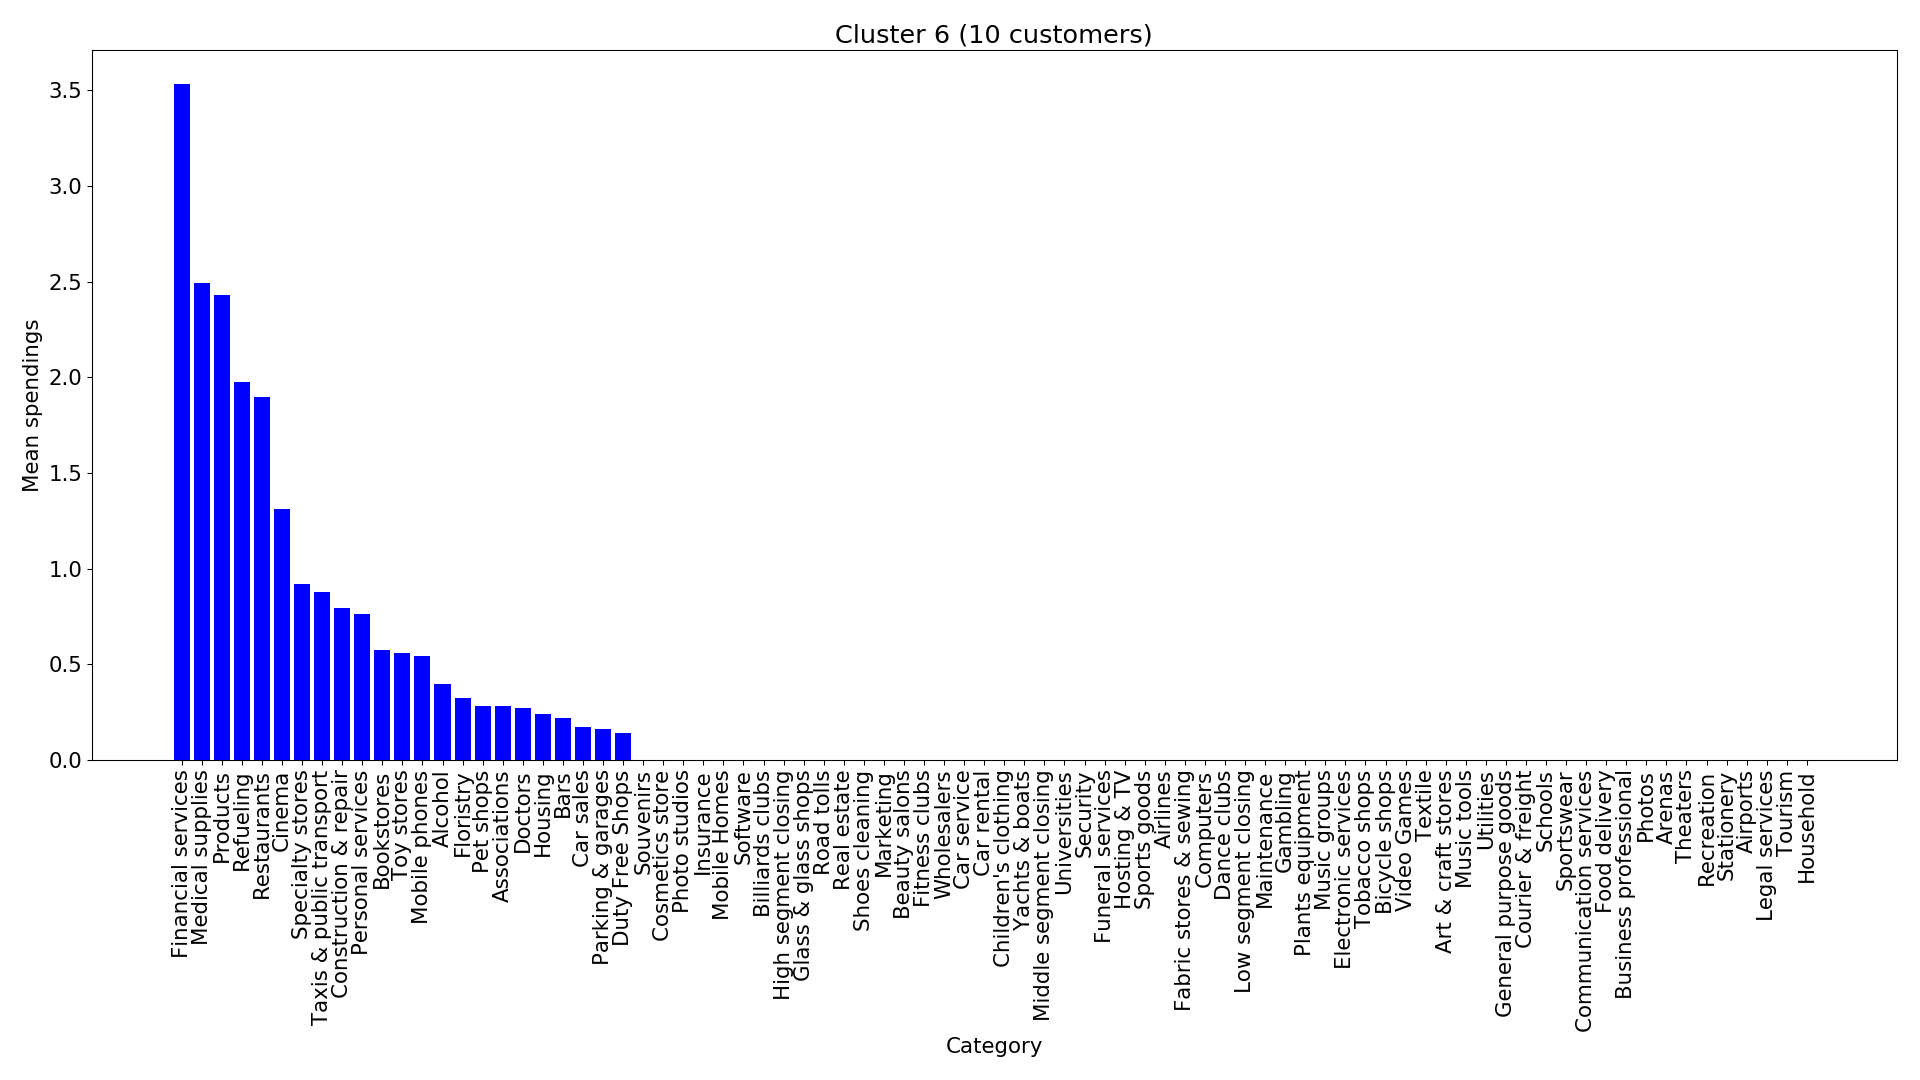 Cluster 6 (10 customers)
3.5
3.0
2.5
2.0
1.5
1.0
0.5
0.0
Mean spendings
Financial services
Medical supplies
Products
Refueling
Restaurants
Cinema
Specialty stores
Taxis & public transport
Construction & repair
Personal services
Bookstores
Toy stores
Mobile phones
Alcohol
Floristry
Pet shops
Associations
Doctors
Housing
Bars
Car sales
Parking & garages
Duty Free Shops
Souvenirs
Cosmetics store
Photo studios
Insurance
Mobile Homes
Software
Billiards clubs
High segment closing
Glass & glass shops
Road tolls
Real estate
Shoes cleaning
Marketing
Beauty salons
Fitness clubs
Wholesalers
Car service
Car rental
Children's clothing
Yachts & boats
Middle segment closing
Universities
Security
Funeral services
Hosting & TV
Sports goods
Airlines
Fabric stores & sewing
Computers
Dance clubs
Low segment closing
Maintenance
Gambling
Plants equipment
Music groups
Electronic services
Tobacco shops
Bicycle shops
Video Games
Textile
Art & craft stores
Music tools
Utilities
General purpose goods
Courier & freight
Schools
Sportswear
Communication services
Food delivery
Business professional
Photos
Arenas
Theaters
Recreation
Stationery
Airports
Legal services
Tourism
Household
Category